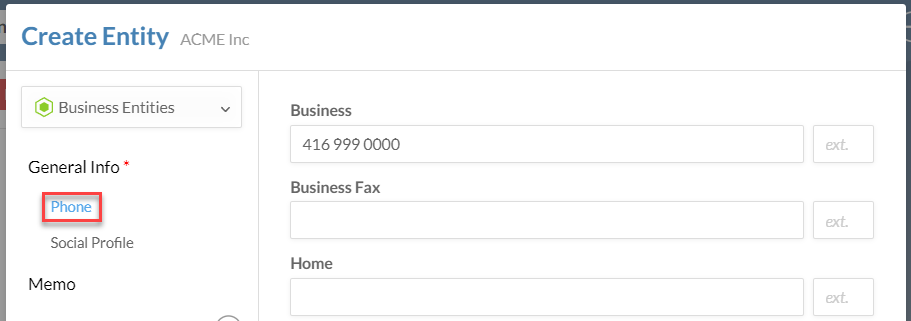 Create Entity ACME Inc
Business Entities
General Info *
Phone
Social Profile
Memo
Business
416 999 0000 ext.
Business Fax
ext.
Home
ext.